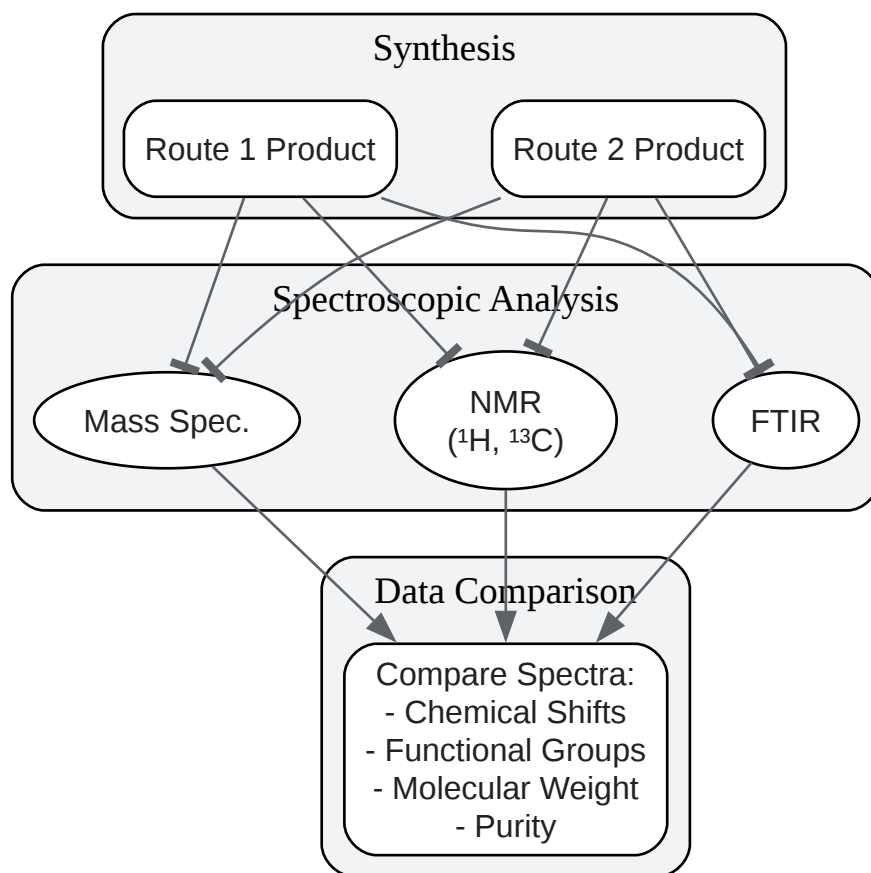 Synthesis
Route 1 Product
Route 2 Product
Spectroscopic Analysis
Mass Spec.
NMR
(¹H, ¹³C)
FTIR
Data Comparison
Compare Spectra:
- Chemical Shifts
- Functional Groups
- Molecular Weight
- Purity